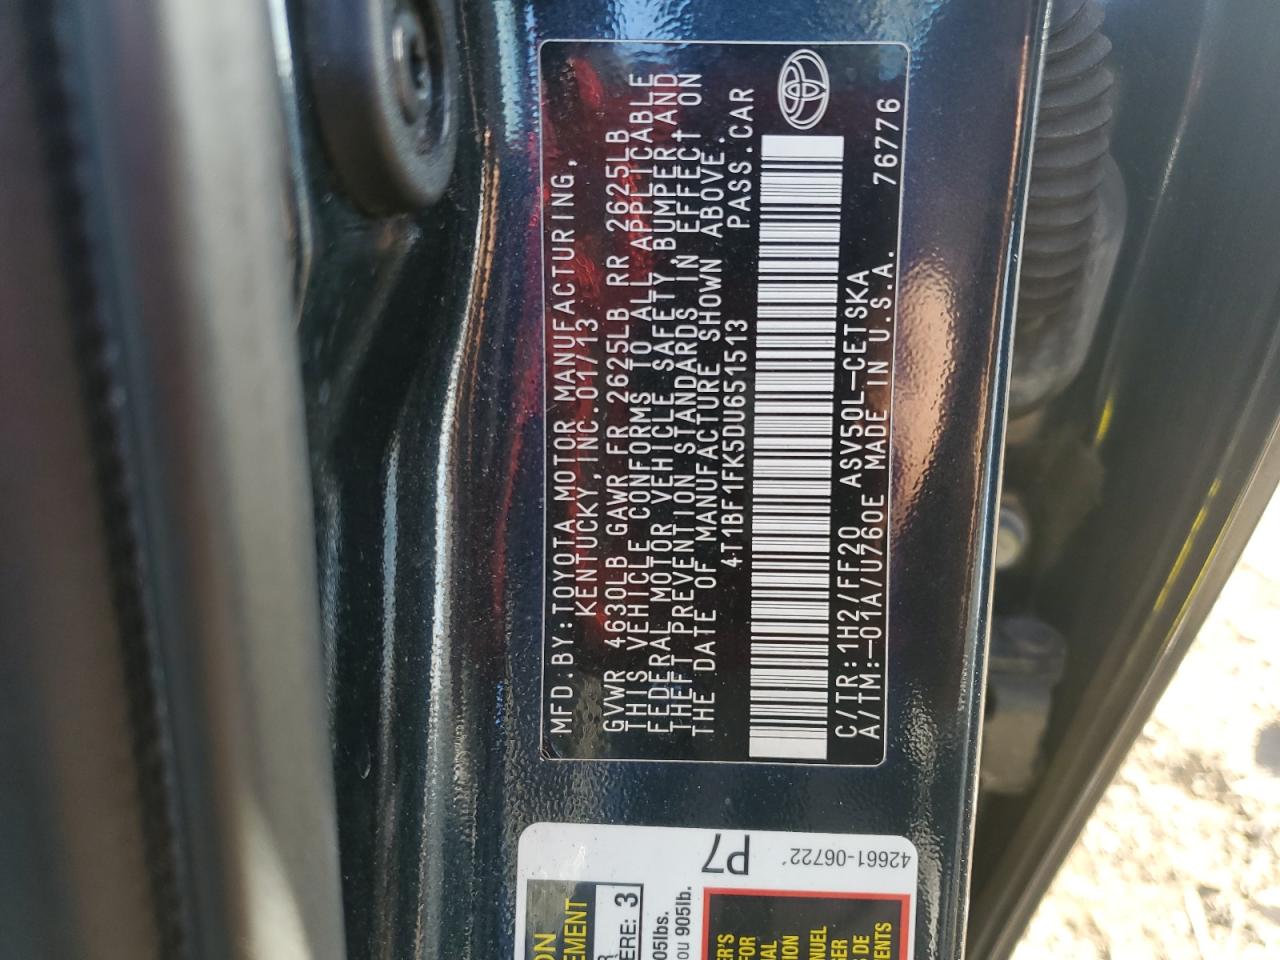 MFD.BY:TOYOTA MOTOR MANUFACTURING,
KENTUCKY,INC.01/13
GVWR 4630LB GAWR FR 2625LB RR 2625LB
THIS VEHICLE CONFORMS TO ALL APPLICABLE
FEDERAL MOTOR VEHICLE SAFETY,BUMPER,AND
THEFT PREVENTION STANDARDS IN EFFECT ON
THE DATE OF MANUFACTURE SHOWN ABOVE.
4T1BF1FK5DU651513 PASS.CAR
C/TR:1H2/FF20 ASV50L-CETSKA
A/TM:-01A/U760E MADE IN U.S.A. 76776
P7
42661-06722
3
ou 905lb.